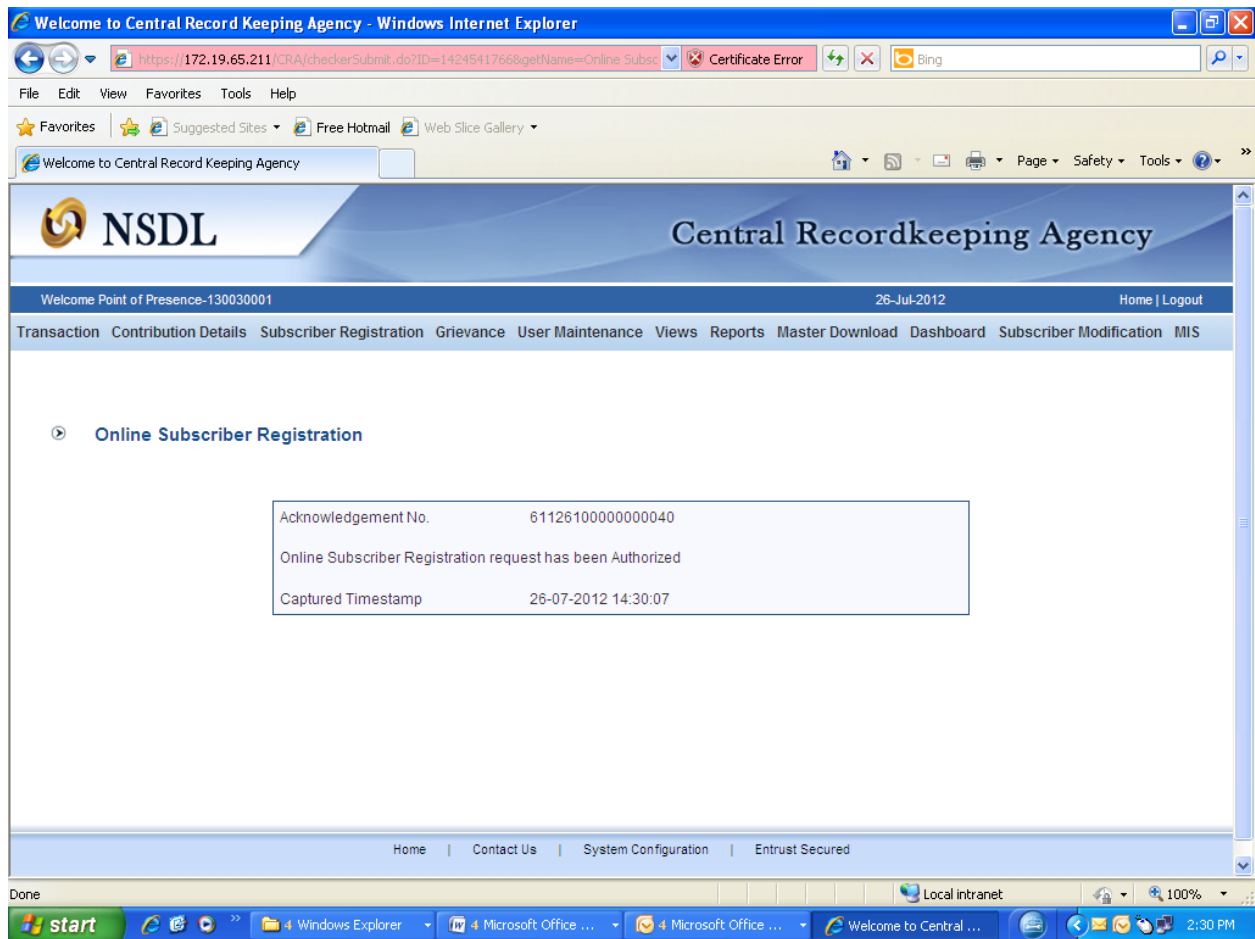 Welcome to Central Record Keeping Agency - Windows Internet Explorer
https://172.19.65.211/CRA/checkerSubmit.do?ID=1424541766&getName=Online Subsc Certificate Error Bing
File Edit View Favorites Tools Help
Favorites Suggested Sites Free Hotmail Web Slice Gallery
Welcome to Central Record Keeping Agency Page Safety Tools »
NSDL Central Recordkeeping Agency
Welcome Point of Presence-130030001 26-Jul-2012 Home | Logout
Transaction Contribution Details Subscriber Registration Grievance User Maintenance Views Reports Master Download Dashboard Subscriber Modification MIS
Online Subscriber Registration
Acknowledgement No. 61126100000000040
Online Subscriber Registration request has been Authorized
Captured Timestamp 26-07-2012 14:30:07
Home | Contact Us | System Configuration | Entrust Secured
Done Local intranet 100%
start » 4 Windows Explorer 4 Microsoft Office ... 4 Microsoft Office ... Welcome to Central ... 2:30 PM